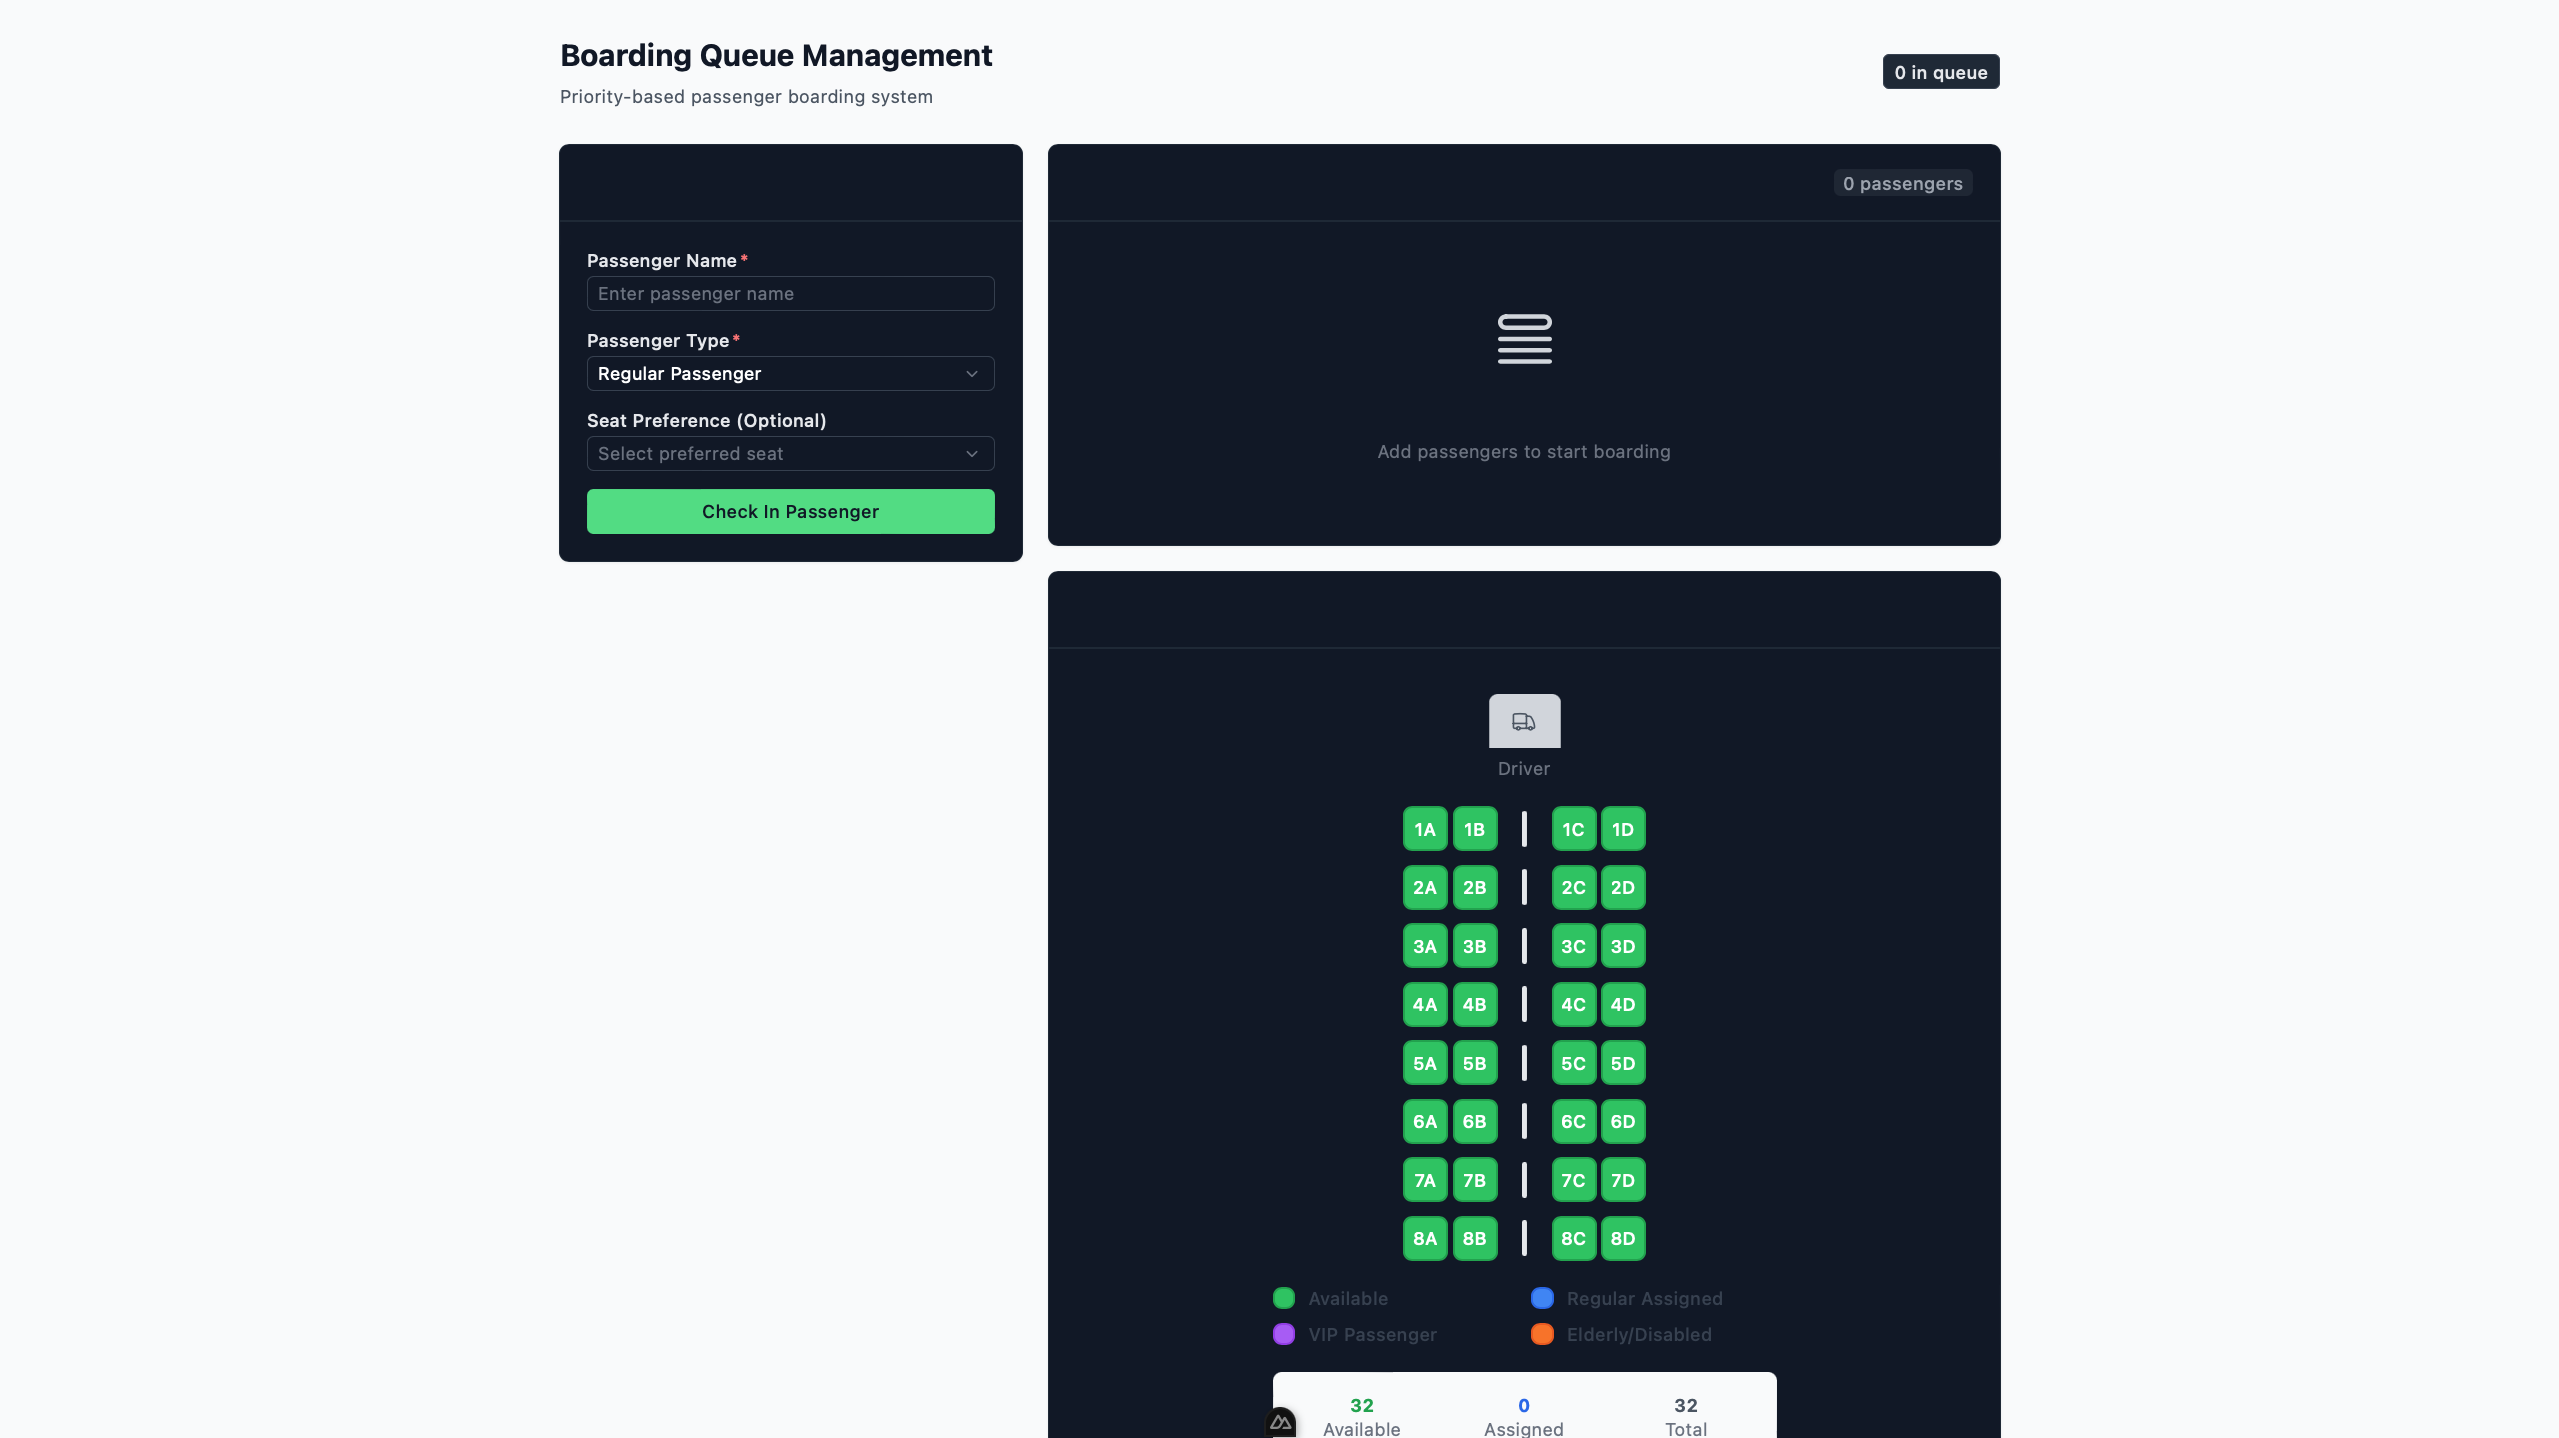 Boarding Queue Management
Priority-based passenger boarding system
0 in queue
Passenger Name*
Enter passenger name
Passenger Type*
Regular Passenger
Seat Preference (Optional)
Select preferred seat
Check In Passenger
0 passengers
Add passengers to start boarding
Driver
1A 1B 1C 1D
2A 2B 2C 2D
3A 3B 3C 3D
4A 4B 4C 4D
5A 5B 5C 5D
6A 6B 6C 6D
7A 7B 7C 7D
8A 8B 8C 8D
Available Regular Assigned
VIP Passenger Elderly/Disabled
32 0 32
Available Assigned Total